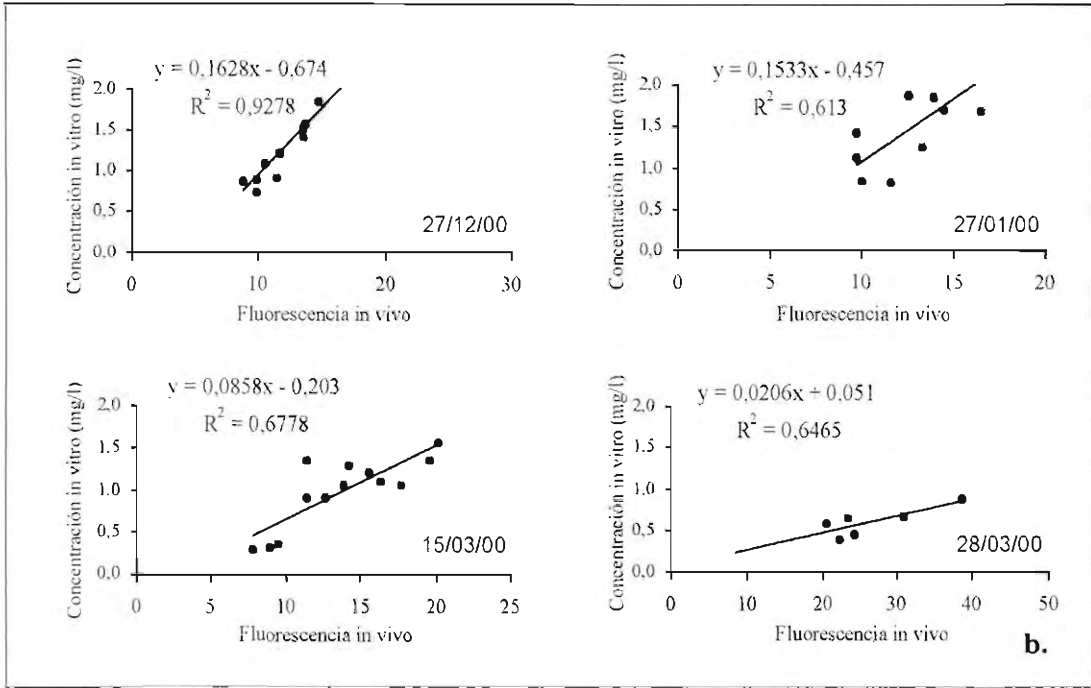 y = 0,1628x - 0,674
R² = 0,9278
Concentración in vitro (mg/l)
2.0
1.5
1.0
0.5
0.0
27/12/00
0
10
20
30
Fluorescencia in vivo
y = 0,1533x - 0,457
R² = 0,613
Concentración in vitro (mg/l)
2,0
1,5
1,0
0,5
0,0
27/01/00
0
5
10
15
20
Fluorescencia in vivo
y = 0,0858x - 0,203
R² = 0,6778
Concentración in vitro (mg/l)
2,0
1,5
1,0
0,5
0,0
15/03/00
0
5
10
15
20
25
Fluorescencia in vivo
y = 0,0206x + 0,051
R² = 0,6465
Concentración in vitro (mg/l)
2,0
1,5
1,0
0,5
0,0
28/03/00
0
10
20
30
40
50
Fluorescencia in vivo
b.